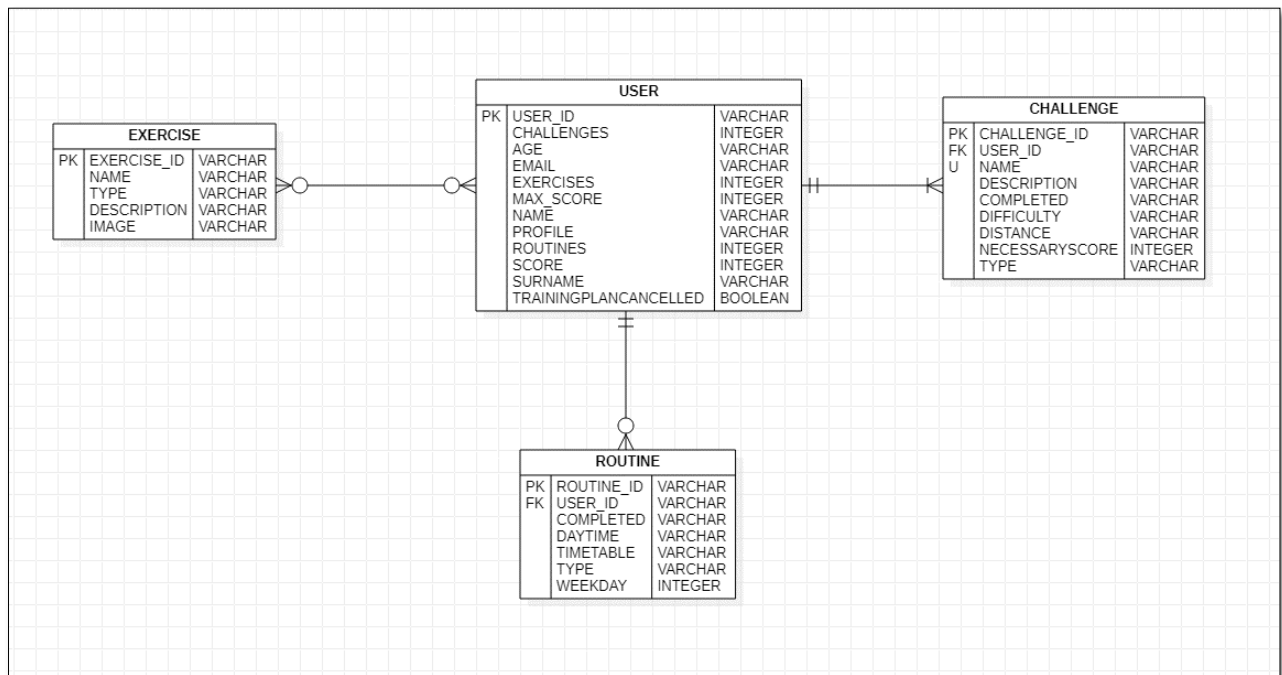 EXERCISE
PK EXERCISE_ID VARCHAR
NAME VARCHAR
TYPE VARCHAR
DESCRIPTION VARCHAR
IMAGE VARCHAR
USER
PK USER_ID VARCHAR
CHALLENGES INTEGER
AGE VARCHAR
EMAIL VARCHAR
EXERCISES INTEGER
MAX_SCORE INTEGER
NAME VARCHAR
PROFILE VARCHAR
ROUTINES INTEGER
SCORE INTEGER
SURNAME VARCHAR
TRAININGPLANCANCELLED BOOLEAN
CHALLENGE
PK CHALLENGE_ID VARCHAR
FK USER_ID VARCHAR
U NAME VARCHAR
DESCRIPTION VARCHAR
COMPLETED VARCHAR
DIFFICULTY VARCHAR
DISTANCE VARCHAR
NECESSARYSCORE INTEGER
TYPE VARCHAR
ROUTINE
PK ROUTINE_ID VARCHAR
FK USER_ID VARCHAR
COMPLETED VARCHAR
DAYTIME VARCHAR
TIMETABLE VARCHAR
TYPE VARCHAR
WEEKDAY INTEGER